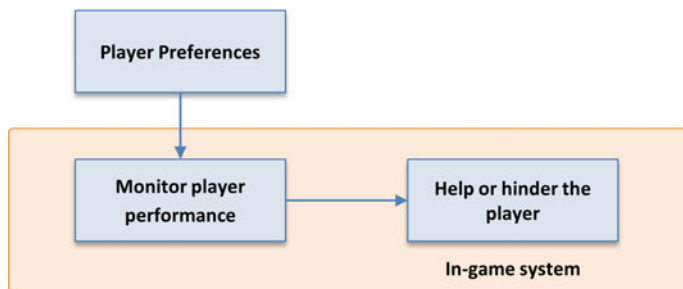 Player Preferences
Monitor player
performance
Help or hinder the
player
In-game system